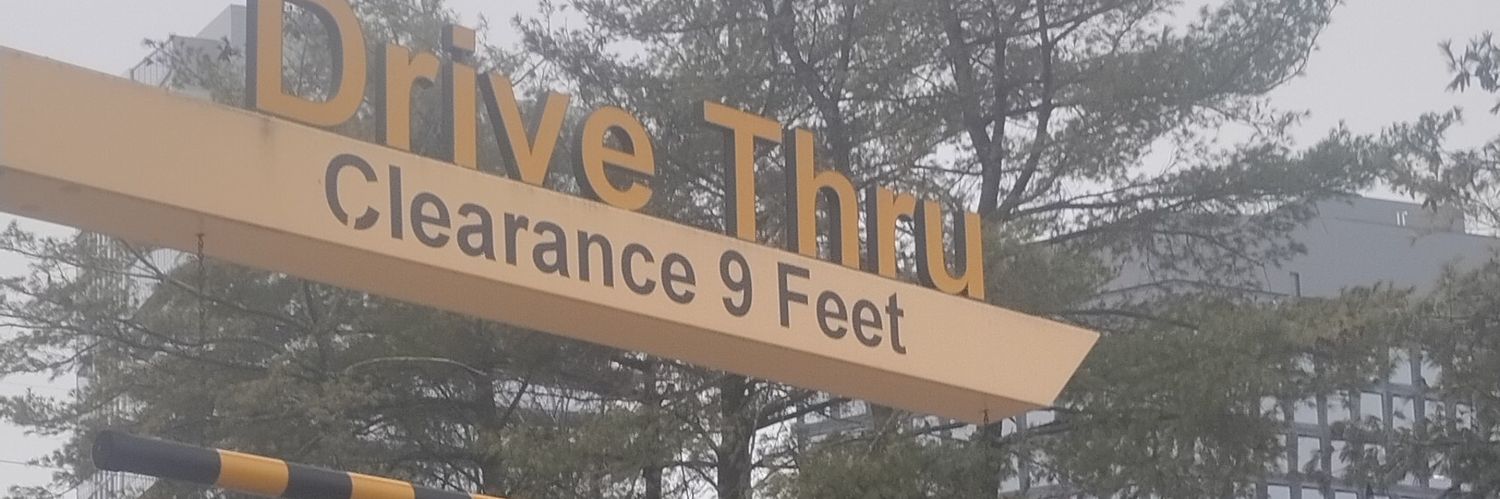 Drive Thru
Clearance 9 Feet